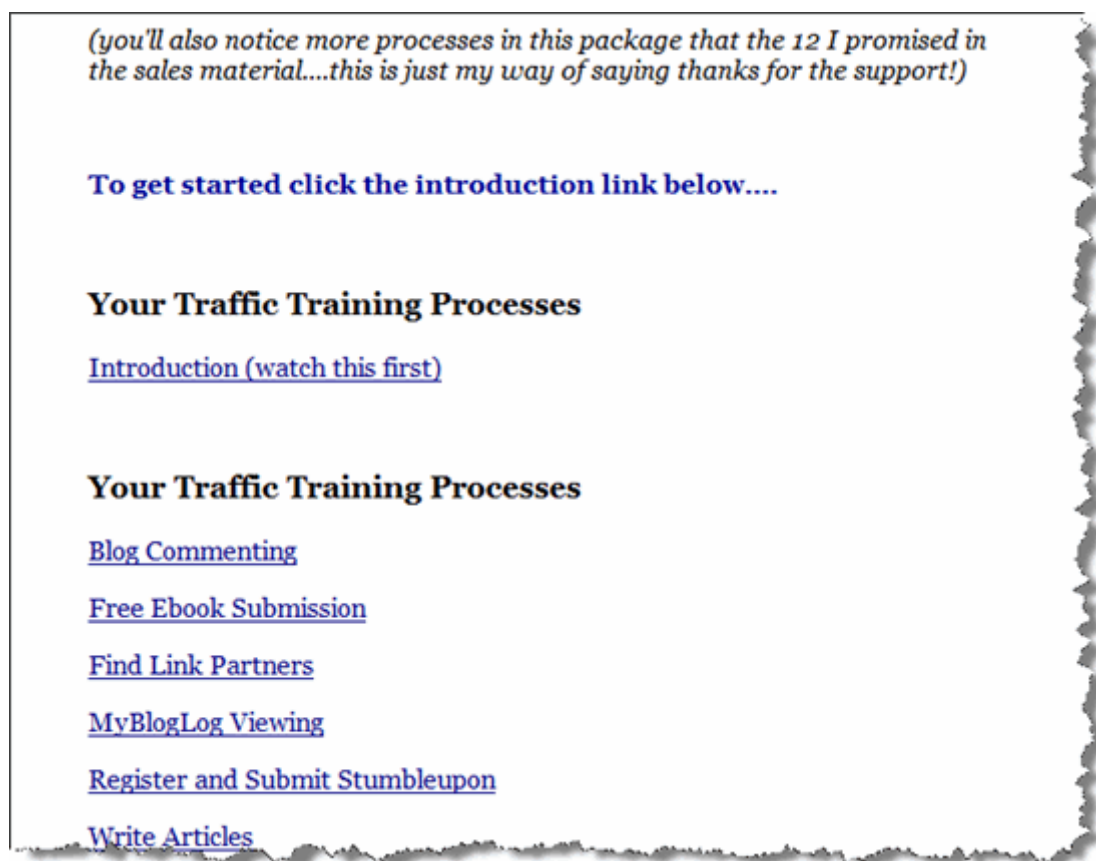 (you'll also notice more processes in this package that the 12 I promised in
the sales material....this is just my way of saying thanks for the support!)
To get started click the introduction link below....
Your Traffic Training Processes
Introduction (watch this first)
Your Traffic Training Processes
Blog Commenting
Free Ebook Submission
Find Link Partners
MyBlogLog Viewing
Register and Submit Stumbleupon
Write Articles